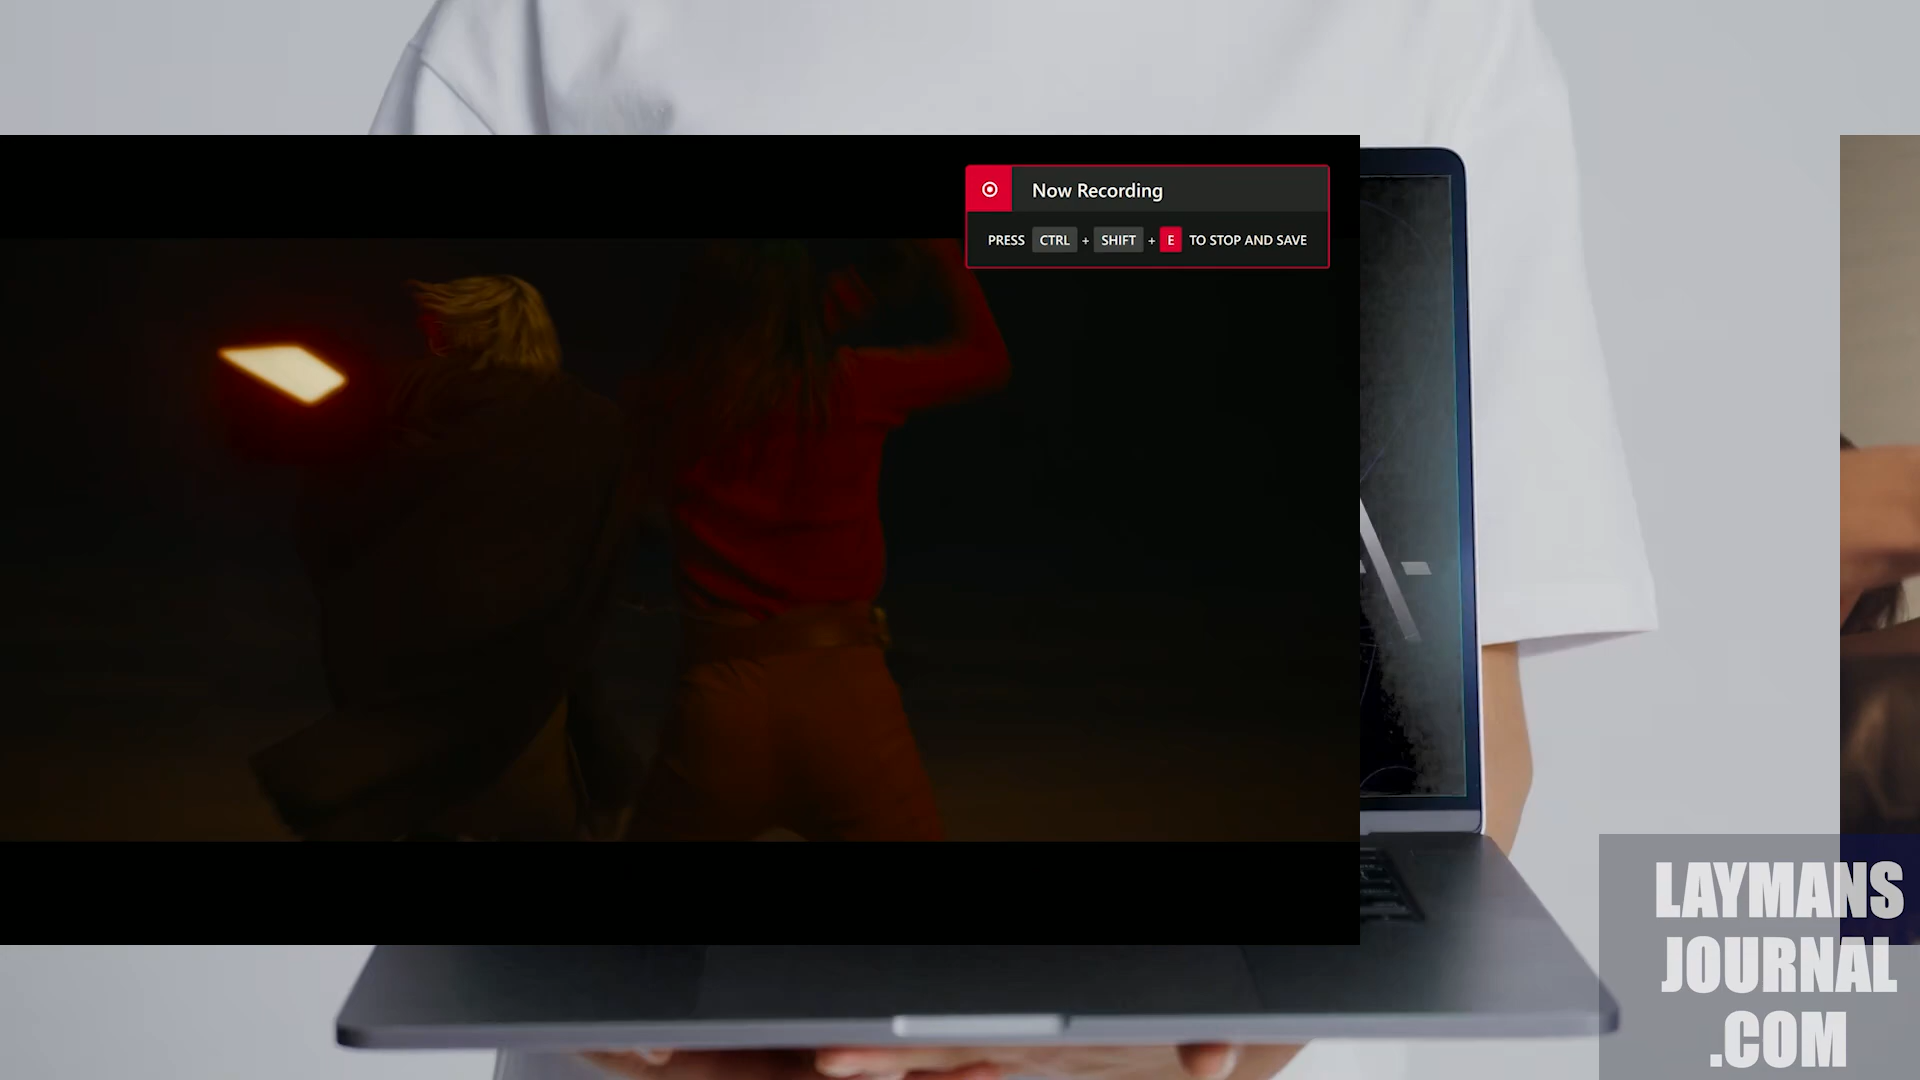 Now Recording
PRESS CTRL + SHIFT + E TO STOP AND SAVE
LAYMANS
JOURNAL
.COM